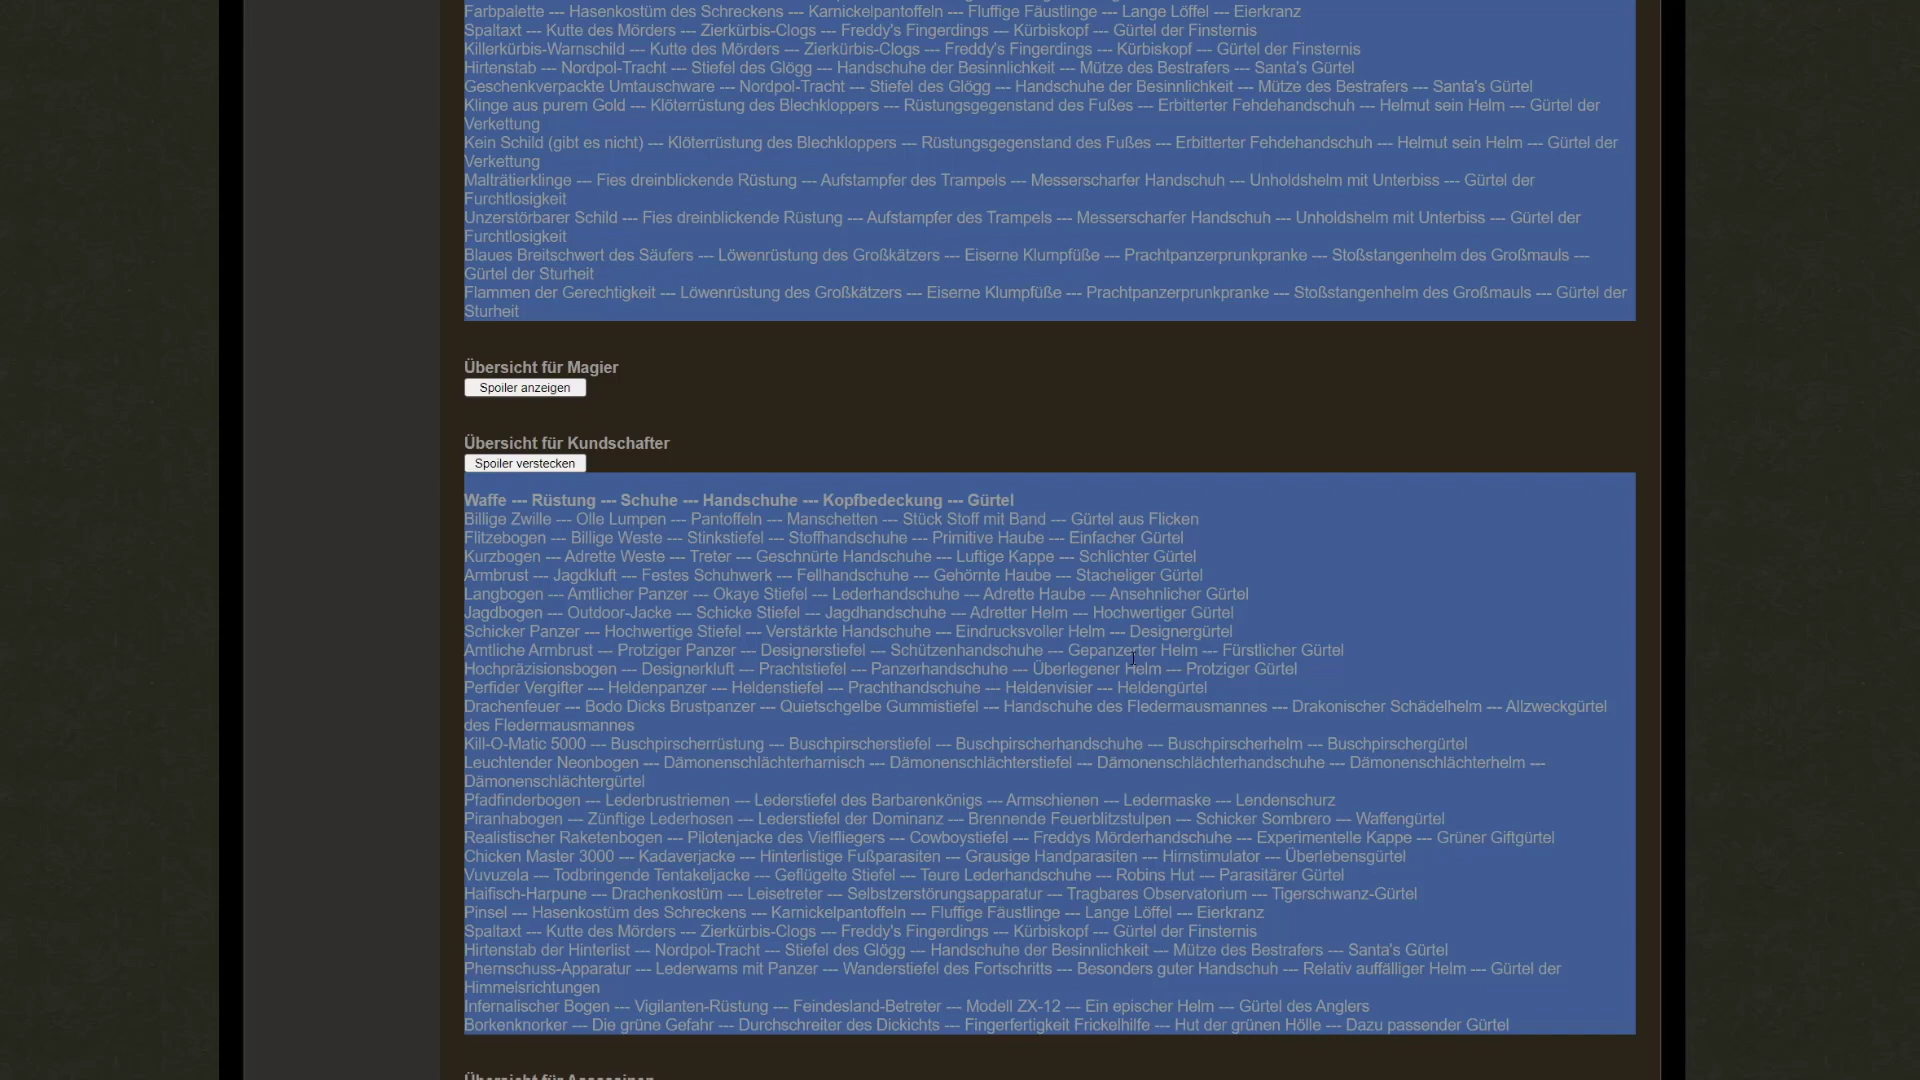 Farbpalette --- Hasenkostüm des Schreckens --- Karnickelpantoffeln --- Fluffige Fäustlinge --- Lange Löffel --- Eierkranz
Spaltaxt --- Kutte des Mörders --- Zierkürbis-Clogs --- Freddy's Fingerdings --- Kürbiskopf --- Gürtel der Finsternis
Killerkürbis-Warnschild --- Kutte des Mörders --- Zierkürbis-Clogs --- Freddy's Fingerdings --- Kürbiskopf --- Gürtel der Finsternis
Hirtenstab --- Nordpol-Tracht --- Stiefel des Glögg --- Handschuhe der Besinnlichkeit --- Mütze des Bestrafers --- Santa's Gürtel
Geschenkverpackte Umtauschware --- Nordpol-Tracht --- Stiefel des Glögg --- Handschuhe der Besinnlichkeit --- Mütze des Bestrafers --- Santa's Gürtel
Klinge aus purem Gold --- Klöterrüstung des Blechkloppers --- Rüstungsgegenstand des Fußes --- Erbitterter Fehdehandschuh --- Helmut sein Helm --- Gürtel der
Verkettung
Kein Schild (gibt es nicht) --- Klöterrüstung des Blechkloppers --- Rüstungsgegenstand des Fußes --- Erbitterter Fehdehandschuh --- Helmut sein Helm --- Gürtel der
Verkettung
Malträtierklinge --- Fies dreinblickende Rüstung --- Aufstampfer des Trampels --- Messerscharfer Handschuh --- Unholdshelm mit Unterbiss --- Gürtel der
Furchtlosigkeit
Unzerstörbarer Schild --- Fies dreinblickende Rüstung --- Aufstampfer des Trampels --- Messerscharfer Handschuh --- Unholdshelm mit Unterbiss --- Gürtel der
Furchtlosigkeit
Blaues Breitschwert des Säufers --- Löwenrüstung des Großkätzers --- Eiserne Klumpfüße --- Prachtpanzerprunkpranke --- Stoßstangenhelm des Großmauls ---
Gürtel der Sturheit
Flammen der Gerechtigkeit --- Löwenrüstung des Großkätzers --- Eiserne Klumpfüße --- Prachtpanzerprunkpranke --- Stoßstangenhelm des Großmauls --- Gürtel der
Sturheit
Übersicht für Magier
Spoiler anzeigen
Übersicht für Kundschafter
Spoiler verstecken
Waffe --- Rüstung --- Schuhe --- Handschuhe --- Kopfbedeckung --- Gürtel
Billige Zwille --- Olle Lumpen --- Pantoffeln --- Manschetten --- Stück Stoff mit Band --- Gürtel aus Flicken
Flitzebogen --- Billige Weste --- Stinkstiefel --- Stoffhandschuhe --- Primitive Haube --- Einfacher Gürtel
Kurzbogen --- Adrette Weste --- Treter --- Geschnürte Handschuhe --- Luftige Kappe --- Schlichter Gürtel
Armbrust --- Jagdkluft --- Festes Schuhwerk --- Fellhandschuhe --- Gehörnte Haube --- Stacheliger Gürtel
Langbogen --- Amtlicher Panzer --- Okaye Stiefel --- Lederhandschuhe --- Adrette Haube --- Ansehnlicher Gürtel
Jagdbogen --- Outdoor-Jacke --- Schicke Stiefel --- Jagdhandschuhe --- Adretter Helm --- Hochwertiger Gürtel
Schicker Panzer --- Hochwertige Stiefel --- Verstärkte Handschuhe --- Eindrucksvoller Helm --- Designergürtel
Amtliche Armbrust --- Protziger Panzer --- Designerstiefel --- Schützenhandschuhe --- Gepanzerter Helm --- Fürstlicher Gürtel
Hochpräzisionsbogen --- Designerkluft --- Prachtstiefel --- Panzerhandschuhe --- Überlegener Helm --- Protziger Gürtel
Perfider Vergifter --- Heldenpanzer --- Heldenstiefel --- Prachthandschuhe --- Heldenvisier --- Heldengürtel
Drachenfeuer --- Bodo Dicks Brustpanzer --- Quietschgelbe Gummistiefel --- Handschuhe des Fledermausmannes --- Drakonischer Schädelhelm --- Allzweckgürtel
des Fledermausmannes
Kill-O-Matic 5000 --- Buschpirscherrüstung --- Buschpirscherstiefel --- Buschpirscherhandschuhe --- Buschpirscherhelm --- Buschpirschergürtel
Leuchtender Neonbogen --- Dämonenschlächterharnisch --- Dämonenschlächterstiefel --- Dämonenschlächterhandschuhe --- Dämonenschlächterhelm ---
Dämonenschlächtergürtel
Pfadfinderbogen --- Lederbrustriemen --- Lederstiefel des Barbarenkönigs --- Armschienen --- Ledermaske --- Lendenschurz
Piranhabogen --- Zünftige Lederhosen --- Lederstiefel der Dominanz --- Brennende Feuerblitzstulpen --- Schicker Sombrero --- Waffengürtel
Realistischer Raketenbogen --- Pilotenjacke des Vielfliegers --- Cowboystiefel --- Freddys Mörderhandschuhe --- Experimentelle Kappe --- Grüner Giftgürtel
Chicken Master 3000 --- Kadaverjacke --- Hinterlistige Fußparasiten --- Grausige Handparasiten --- Hirnstimulator --- Überlebensgürtel
Vuvuzela --- Todbringende Tentakeljacke --- Geflügelte Stiefel --- Teure Lederhandschuhe --- Robins Hut --- Parasitärer Gürtel
Haifisch-Harpune --- Drachenkostüm --- Leisetreter --- Selbstzerstörungsapparatur --- Tragbares Observatorium --- Tigerschwanz-Gürtel
Pinsel --- Hasenkostüm des Schreckens --- Karnickelpantoffeln --- Fluffige Fäustlinge --- Lange Löffel --- Eierkranz
Spaltaxt --- Kutte des Mörders --- Zierkürbis-Clogs --- Freddy's Fingerdings --- Kürbiskopf --- Gürtel der Finsternis
Hirtenstab der Hinterlist --- Nordpol-Tracht --- Stiefel des Glögg --- Handschuhe der Besinnlichkeit --- Mütze des Bestrafers --- Santa's Gürtel
Phernschuss-Apparatur --- Lederwams mit Panzer --- Wanderstiefel des Fortschritts --- Besonders guter Handschuh --- Relativ auffälliger Helm --- Gürtel der
Himmelsrichtungen
Infernalischer Bogen --- Vigilanten-Rüstung --- Feindesland-Betreter --- Modell ZX-12 --- Ein epischer Helm --- Gürtel des Anglers
Borkenknorker --- Die grüne Gefahr --- Durchschreiter des Dickichts --- Fingerfertigkeit Frickelhilfe --- Hut der grünen Hölle --- Dazu passender Gürtel
Übersicht für Assassinen